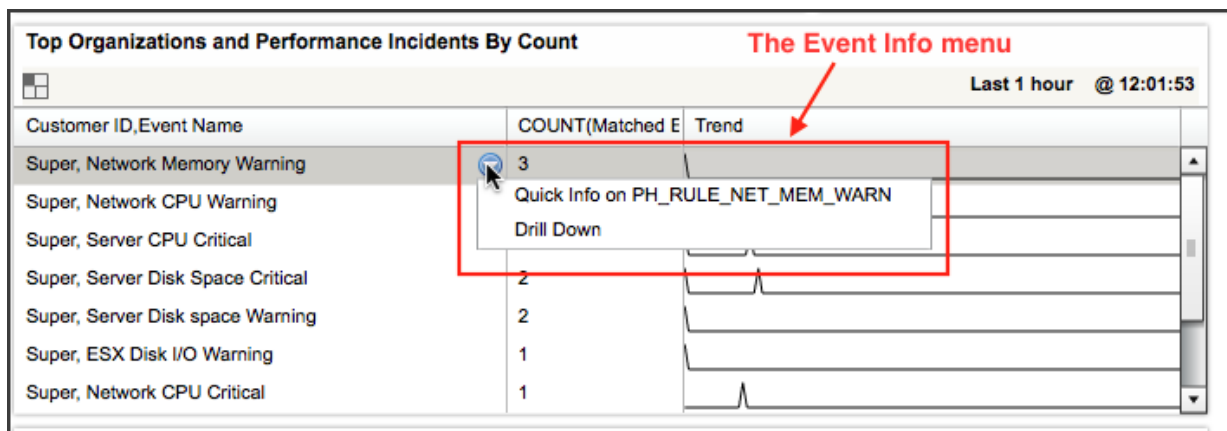 Top Organizations and Performance Incidents By Count
The Event Info menu
Last 1 hour @ 12:01:53
Customer ID,Event Name COUNT(Matched E Trend
Super, Network Memory Warning 3
Quick Info on PH_RULE_NET_MEM_WARN
Super, Network CPU Warning
Drill Down
Super, Server CPU Critical
Super, Server Disk Space Critical 2
Super, Server Disk space Warning 2
Super, ESX Disk I/O Warning 1
Super, Network CPU Critical 1